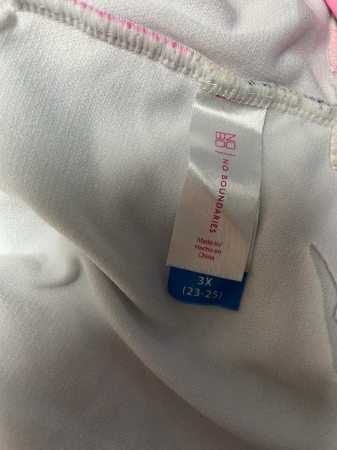 NO
BO
NO BOUNDARIES
Made in/
Hecho en
China
3X
(23-25)